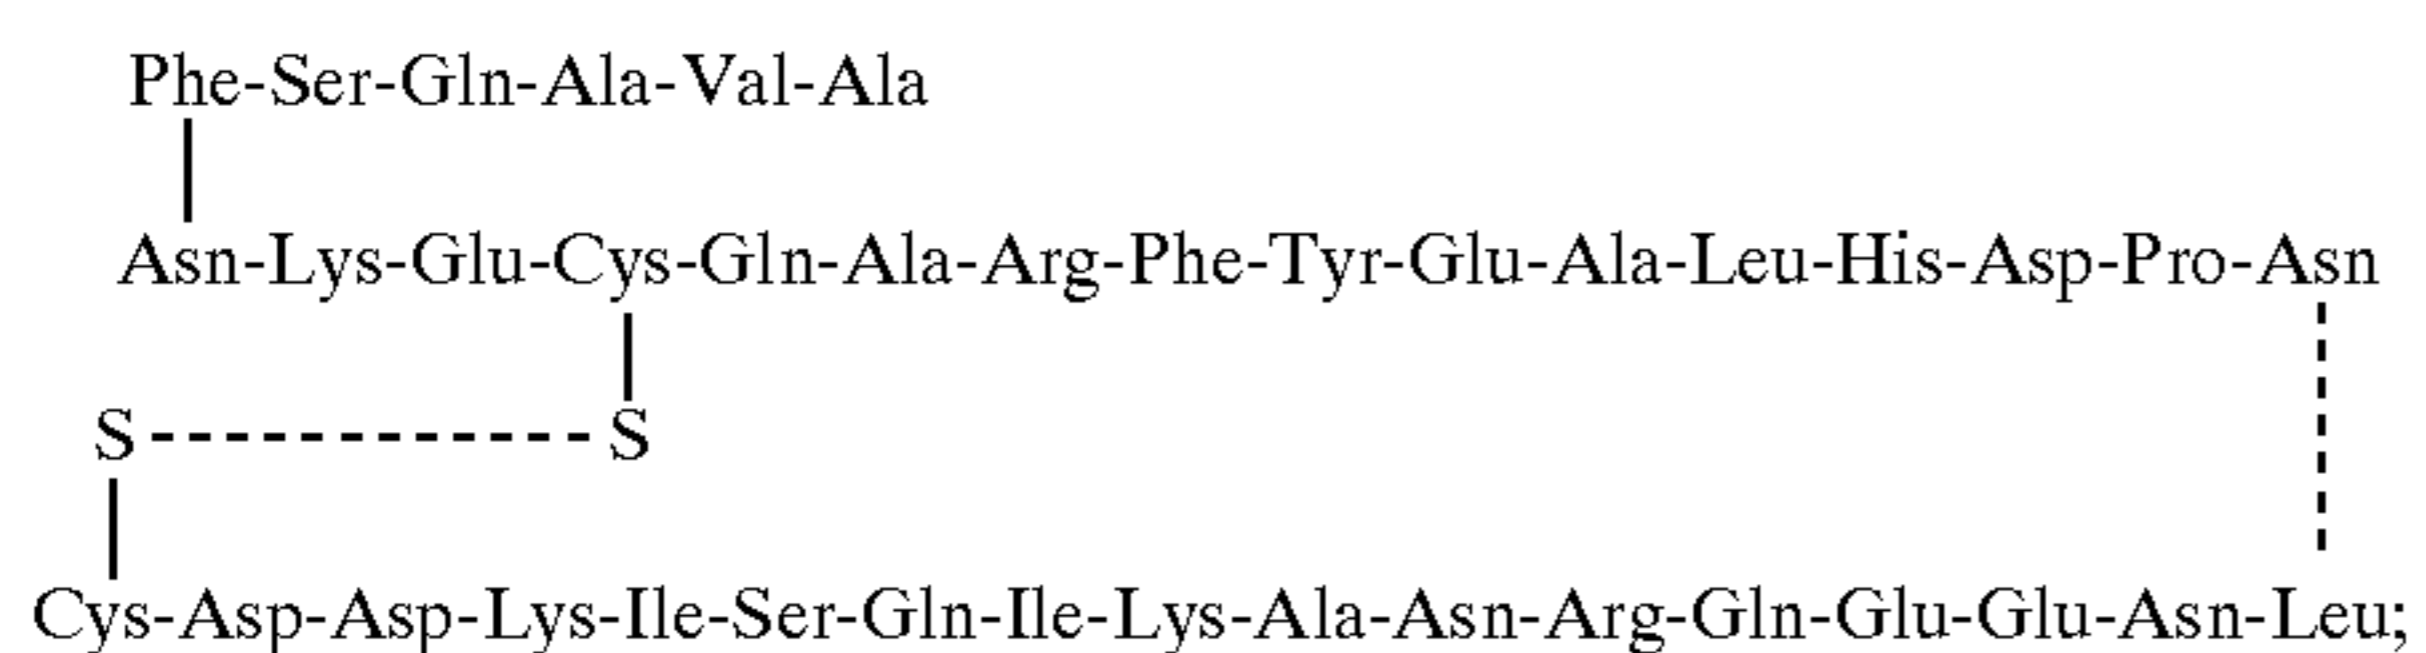 Phe-Ser-Gln-Ala-Val-Ala
Asn-Lys-Glu-Cys-Gln-Ala-Arg-Phe-Tyr-Glu-Ala-Leu-His-Asp-Pro-Asn
S S
Cys-Asp-Asp-Lys-Ile-Ser-Gln-Ile-Lys-Ala-Asn-Arg-Gln-Glu-Glu-Asn-Leu;